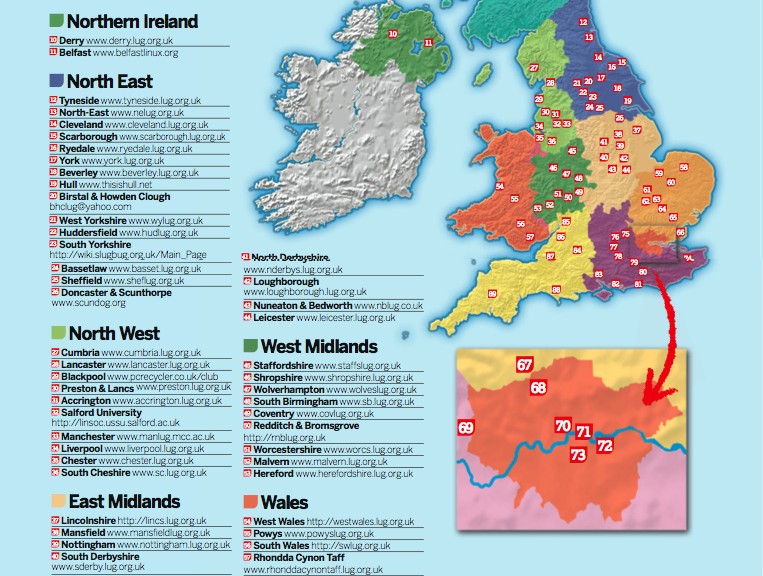 Northern Ireland
10 Derry www.derry.lug.org.uk
11 Belfast www.belfastlinux.org
North East
12 Tyneside www.tyneside.lug.org.uk
13 North-East www.nelug.org.uk
14 Cleveland www.cleveland.lug.org.uk
15 Scarborough www.scarborough.lug.org.uk
16 Ryedale www.ryedale.lug.org.uk
17 York www.york.lug.org.uk
18 Beverley www.beverley.lug.org.uk
19 Hull www.thisishull.net
20 Birstal & Howden Clough
bhclug@yahoo.com
21 West Yorkshire www.wylug.org.uk
22 Huddersfield www.hudlug.org.uk
23 South Yorkshire
http://wiki.slugbug.org.uk/Main_Page
24 Bassetlaw www.basset.lug.org.uk
25 Sheffield www.sheflug.org.uk
26 Doncaster & Scunthorpe
www.scundog.org
North West
27 Cumbria www.cumbria.lug.org.uk
28 Lancaster www.lancaster.lug.org.uk
29 Blackpool www.pcrecycler.co.uk/club
30 Preston & Lancs www.preston.lug.org.uk
31 Accrington www.accrington.lug.org.uk
32 Salford University
http://linsoc.ussu.salford.ac.uk
33 Manchester www.manlug.mcc.ac.uk
34 Liverpool www.liverpool.lug.org.uk
35 Chester www.chester.lug.org.uk
36 South Cheshire www.sc.lug.org.uk
East Midlands
37 Lincolnshire http://lincs.lug.org.uk
38 Mansfield www.mansfieldlug.org.uk
39 Nottingham www.nottingham.lug.org.uk
40 South Derbyshire
www.sderby.lug.org.uk
41 North Derbyshire
www.nderbys.lug.org.uk
42 Loughborough
www.loughborough.lug.org.uk
43 Nuneaton & Bedworth www.nblug.co.uk
44 Leicester www.leicester.lug.org.uk
West Midlands
45 Staffordshire www.staffslug.org.uk
46 Shropshire www.shropshire.lug.org.uk
47 Wolverhampton www.wolveslug.org.uk
48 South Birmingham www.sb.lug.org.uk
49 Coventry www.covlug.org.uk
50 Redditch & Bromsgrove
http://rnblug.org.uk
51 Worcestershire www.worcs.lug.org.uk
52 Malvern www.malvern.lug.org.uk
53 Hereford www.herefordshire.lug.org.uk
Wales
54 West Wales http://westwales.lug.org.uk
55 Powys www.powyslug.org.uk
56 South Wales http://swlug.org.uk
57 Rhondda Cynon Taff
www.rhonddacynontaff.lug.org.uk
10
11
12
13
14
15
16
17
18
19
20
21
22
23
24 25
26
27
28
29
30 31
32 33
34
35
36
37
38
39
40
41
42
43 44
45
46
47
48
49
50
51
52
53
54
55
56
57
58
59
60
61
62 63
64
65
66
75
76
77
78
79
80
81
82
83
84
85
86
87
88
89
67
68
69
70
71
72
73